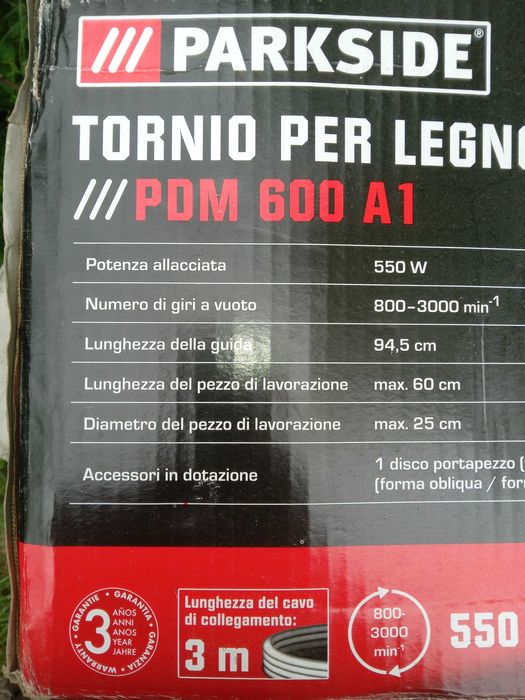 /// PARKSIDE®
TORNIO PER LEGNO
/// PDM 600 A1
Potenza allacciata 550 W
Numero di giri a vuoto 800–3000 min⁻¹
Lunghezza della guida 94,5 cm
Lunghezza del pezzo di lavorazione max. 60 cm
Diametro del pezzo di lavorazione max. 25 cm
Accessori in dotazione 1 disco portapezzo (
(forma obliqua / for
GARANTIE · GARANTIA · GARANZIA · WARRANTY
3 AÑOS
ANNI
ANOS
YEAR
JAHRE
Lunghezza del cavo
di collegamento:
3 m
800-
3000
min⁻¹
550